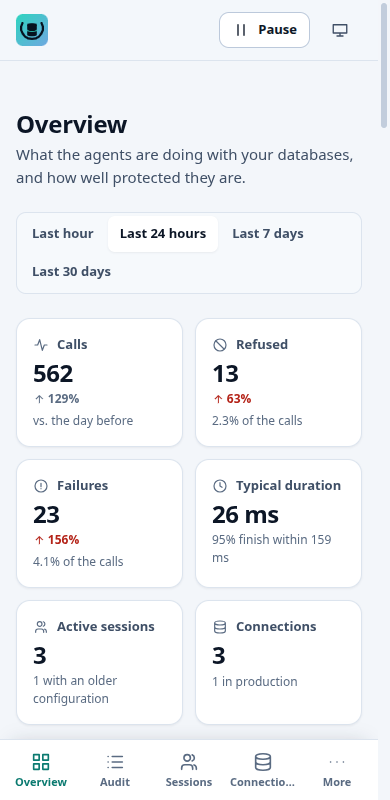 Pause
Overview
What the agents are doing with your databases,
and how well protected they are.
Last hour
Last 24 hours
Last 7 days
Last 30 days
Calls
562
↑ 129%
vs. the day before
Refused
13
↑ 63%
2.3% of the calls
Failures
23
↑ 156%
4.1% of the calls
Typical duration
26 ms
95% finish within 159
ms
Active sessions
3
1 with an older
configuration
Connections
3
1 in production
Overview
Audit
Sessions
Connectio...
More